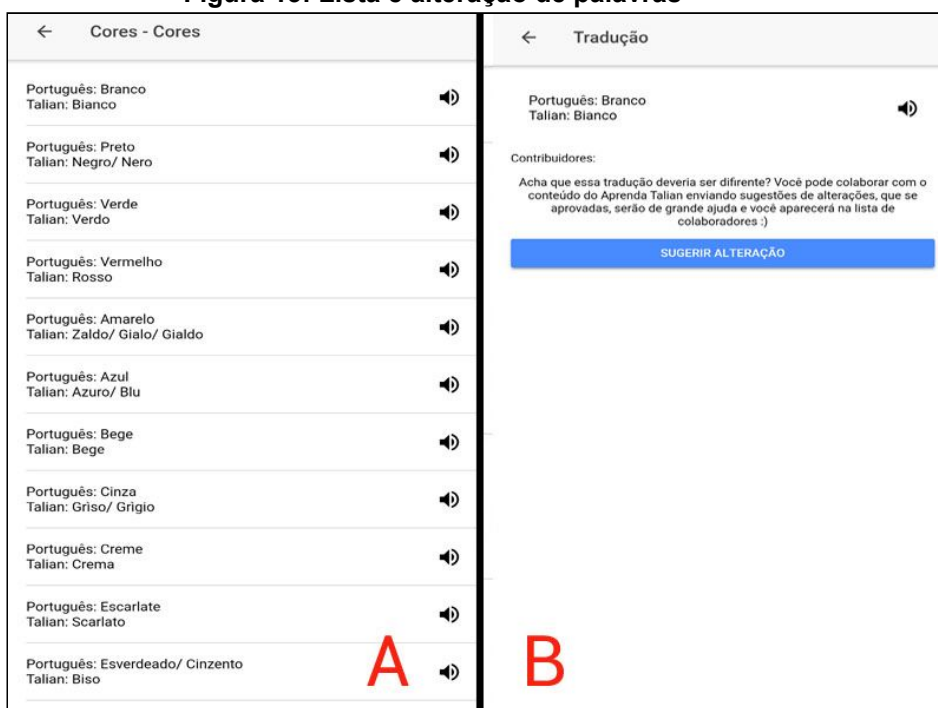 Figura 10: Lista e alteração de palavras
Cores - Cores
Português: Branco
Talian: Bianco
Português: Preto
Talian: Negro/ Nero
Português: Verde
Talian: Verdo
Português: Vermelho
Talian: Rosso
Português: Amarelo
Talian: Zaldo/ Gialo/ Gialdo
Português: Azul
Talian: Azuro/ Blu
Português: Bege
Talian: Bege
Português: Cinza
Talian: Grìso/ Grìgio
Português: Creme
Talian: Crema
Português: Escarlate
Talian: Scarlato
Português: Esverdeado/ Cinzento
Talian: Biso
A
Tradução
Português: Branco
Talian: Bianco
Contribuidores:
Acha que essa tradução deveria ser difirente? Você pode colaborar com o
conteúdo do Aprenda Talian enviando sugestões de alterações, que se
aprovadas, serão de grande ajuda e você aparecerá na lista de
colaboradores :)
SUGERIR ALTERAÇÃO
B